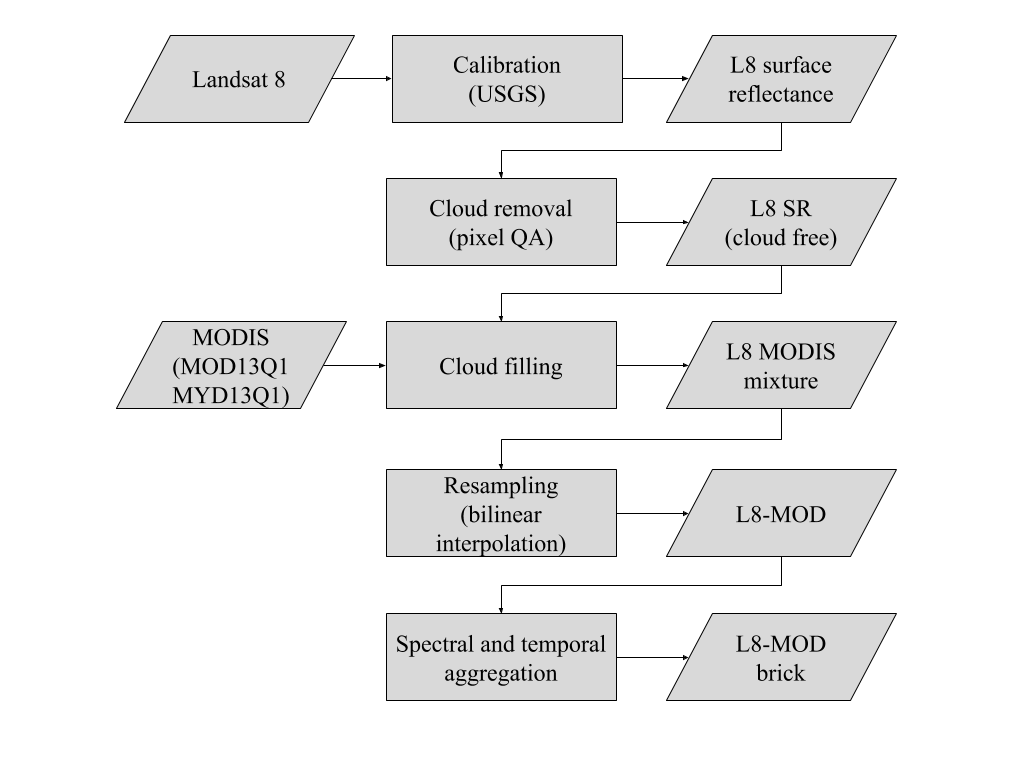 Landsat 8
Calibration
(USGS)
L8 surface
reflectance
Cloud removal
(pixel QA)
L8 SR
(cloud free)
MODIS
(MOD13Q1
MYD13Q1)
Cloud filling
L8 MODIS
mixture
Resampling
(bilinear
interpolation)
L8-MOD
Spectral and temporal
aggregation
L8-MOD
brick